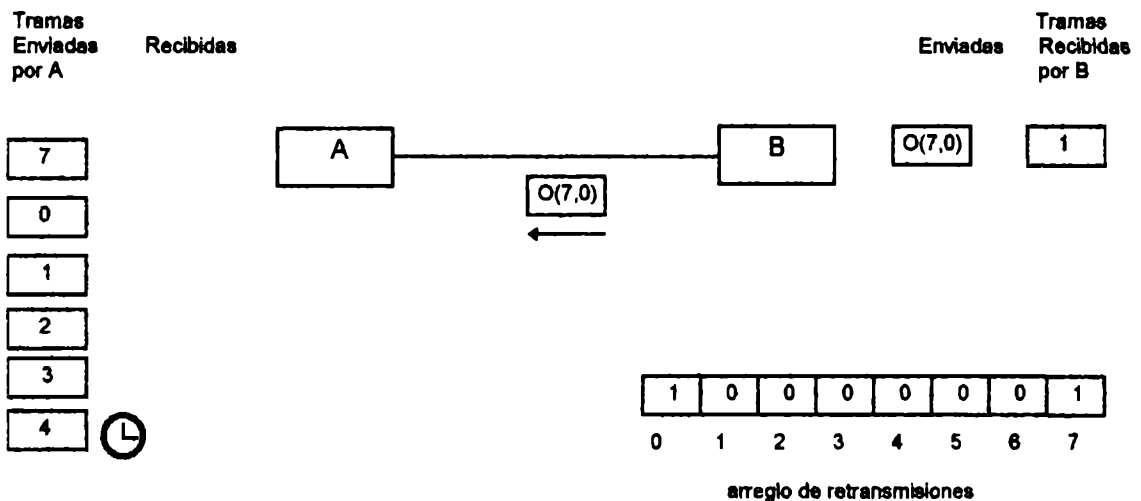 Tramas
Enviadas
por A
Recibidas
Enviadas
Tramas
Recibidas
por B
7
A
B
O(7,0)
1
O(7,0)
0
1
2
3
4
1 0 0 0 0 0 0 1
0 1 2 3 4 5 6 7
arreglo de retransmisiones